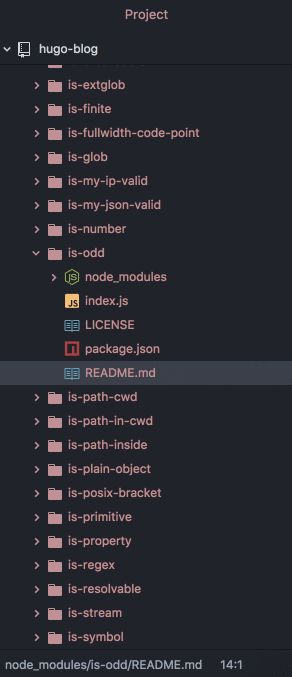 Project
hugo-blog
is-extglob
is-finite
is-fullwidth-code-point
is-glob
is-my-ip-valid
is-my-json-valid
is-number
is-odd
node_modules
JS index.js
LICENSE
package.json
README.md
is-path-cwd
is-path-in-cwd
is-path-inside
is-plain-object
is-posix-bracket
is-primitive
is-property
is-regex
is-resolvable
is-stream
is-symbol
node_modules/is-odd/README.md 14:1